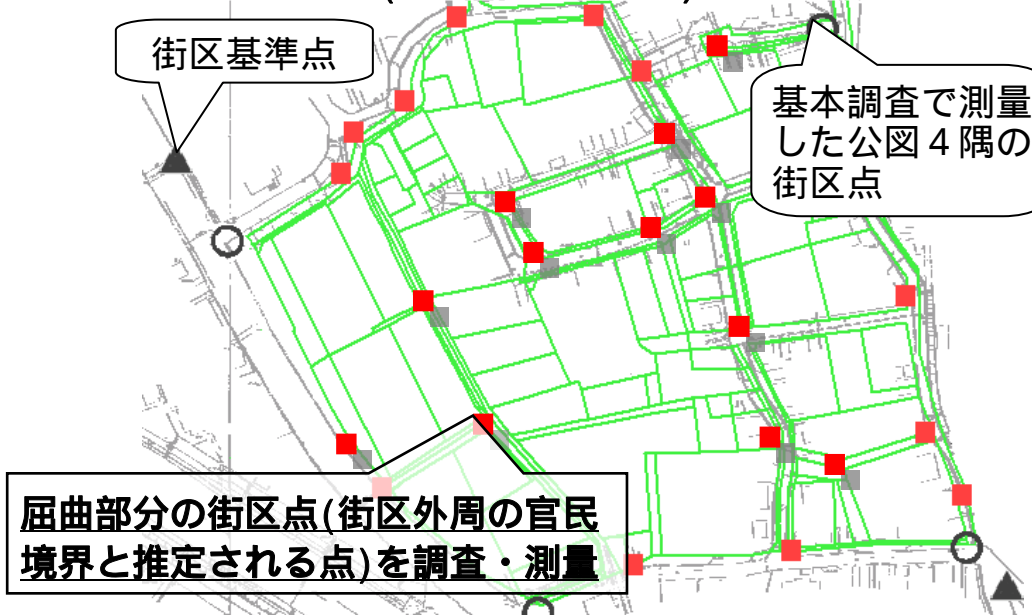 街区基準点
基本調査で測量
した公図４隅の
街区点
屈曲部分の街区点(街区外周の官民
境界と推定される点)を調査・測量